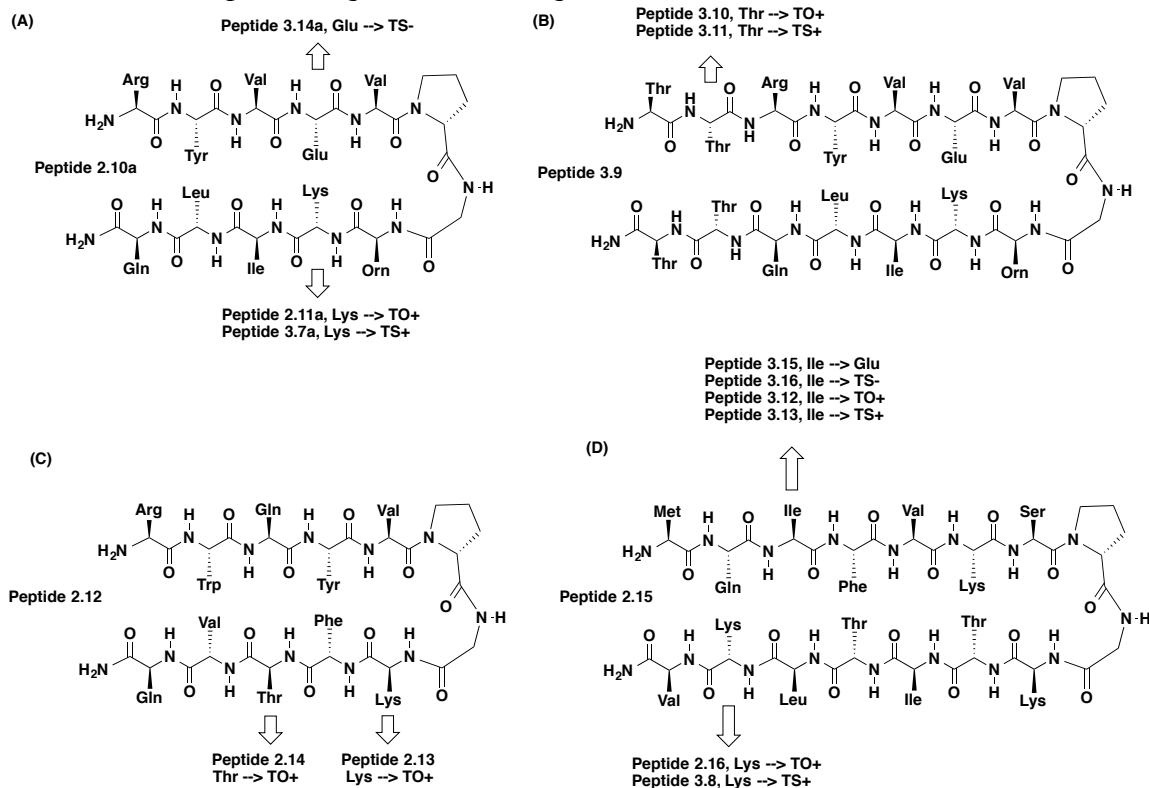 (A)
Peptide 3.14a, Glu --> TS-
Arg H O Val H O Val
H2N N N N N N
O Tyr H O Glu H O
Peptide 2.10a
O N-H
O H Leu O H Lys O H
H2N N N N N N N
Gln O H Ile O H Orn O
Peptide 2.11a, Lys --> TO+
Peptide 3.7a, Lys --> TS+
(B)
Peptide 3.10, Thr --> TO+
Peptide 3.11, Thr --> TS+
Thr H O Arg H O Val H O Val
H2N N N N N N N N
O Thr H O Tyr H O Glu H O
Peptide 3.9
O N-H
O H Thr O H Leu O H Lys O H
H2N N N N N N N N N
Thr O H Gln O H Ile O H Orn O
(C)
Arg H O Gln H O Val
H2N N N N N N
O Trp H O Tyr H O
Peptide 2.12
O N-H
O H Val O H Phe O H
H2N N N N N N
Gln O H Thr O H Lys O
Peptide 2.14
Thr --> TO+
Peptide 2.13
Lys --> TO+
(D)
Peptide 3.15, Ile --> Glu
Peptide 3.16, Ile --> TS-
Peptide 3.12, Ile --> TO+
Peptide 3.13, Ile --> TS+
Met H O Ile H O Val H O Ser
H2N N N N N N N N
O Gln H O Phe H O Lys H O
Peptide 2.15
O N-H
O H Lys O H Thr O H Thr O H
H2N N N N N N N N
Val O H Leu O H Ile O H Lys O
Peptide 2.16, Lys --> TO+
Peptide 3.8, Lys --> TS+